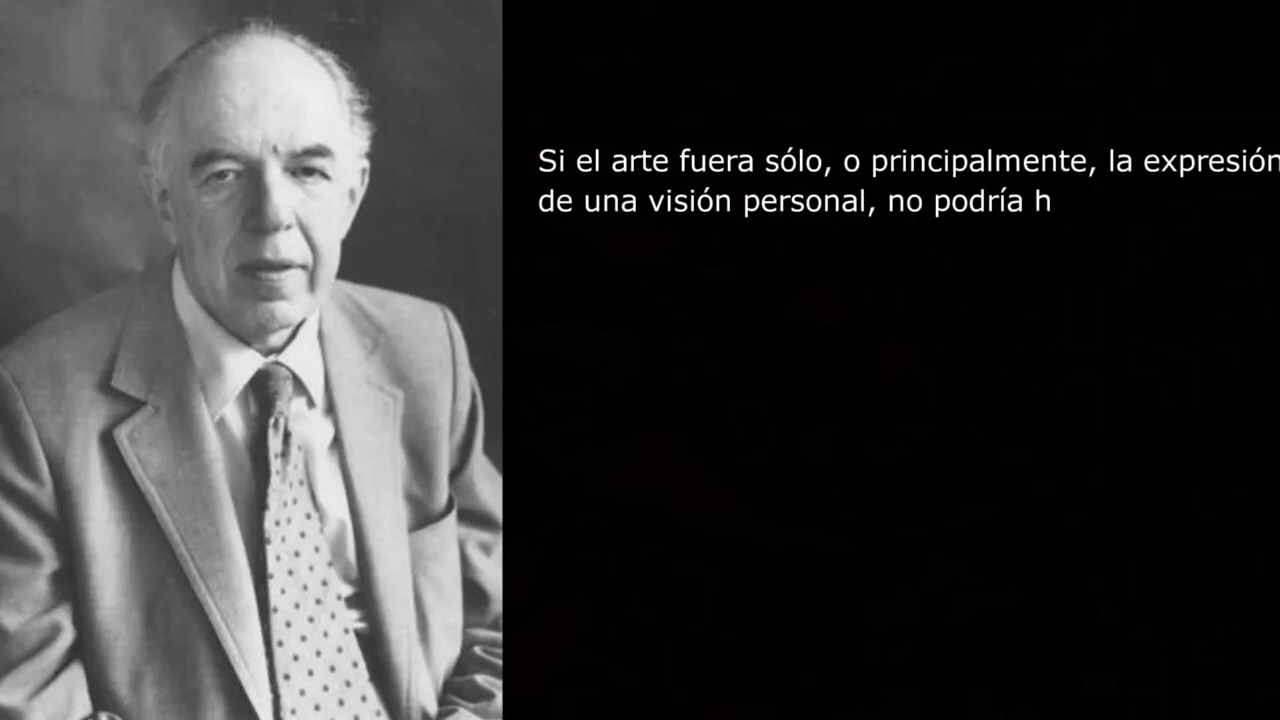 Si el arte fuera sólo, o principalmente, la expresión
de una visión personal, no podría h